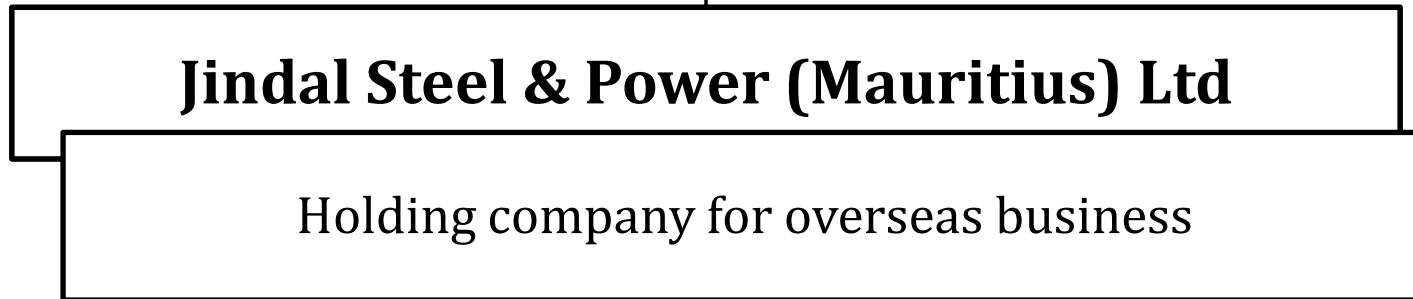 Jindal Steel & Power (Mauritius) Ltd
Holding company for overseas business